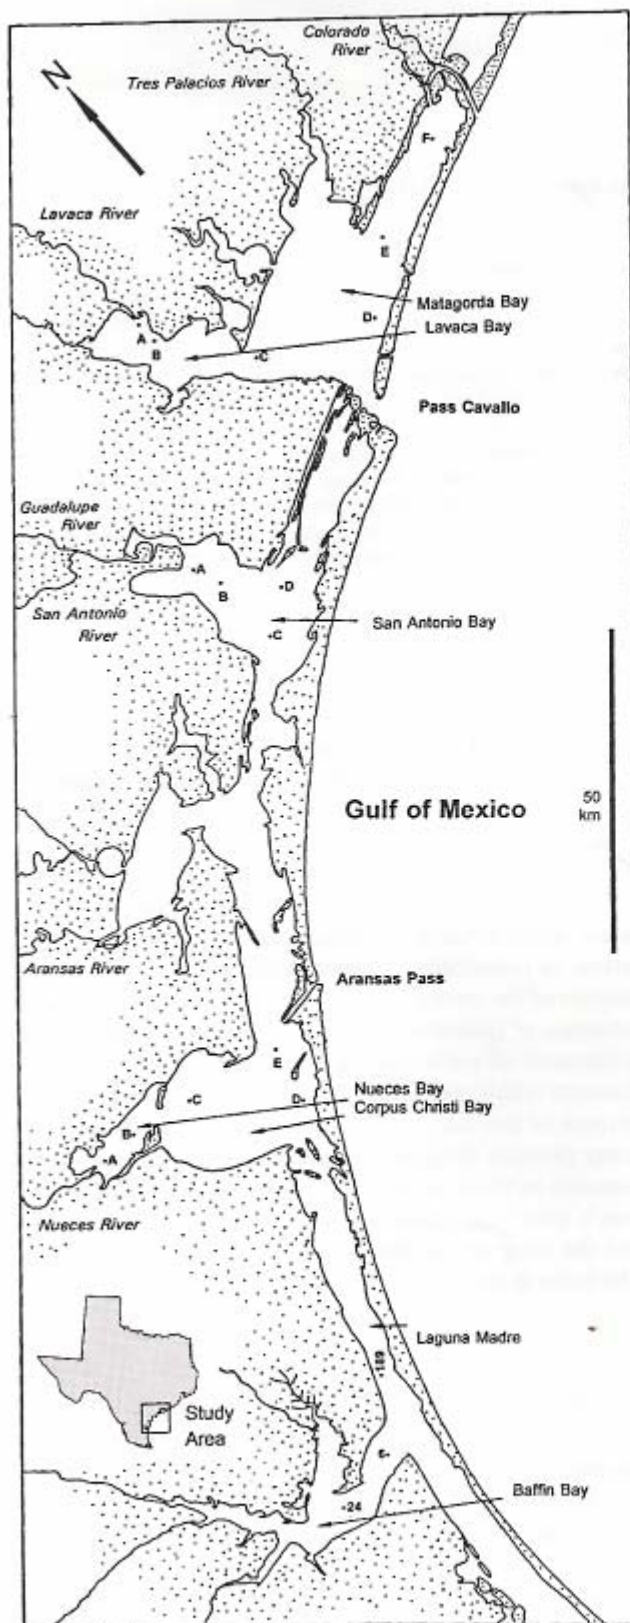 Colorado
River
N
Tres Palacios River
F
Lavaca River
E
Matagorda Bay
D
Lavaca Bay
A
B
C
Pass Cavallo
Guadalupe
River
A
B
D
San Antonio
River
San Antonio Bay
C
Gulf of Mexico
50
km
Aransas River
Aransas Pass
E
Nueces Bay
C
D
Corpus Christi Bay
B
A
Nueces River
Laguna Madre
189
Study
Area
6
Baffin Bay
24